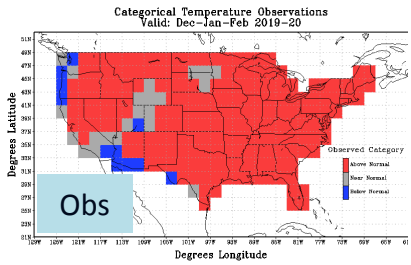 Categorical Temperature Observations
Valid: Dec-Jan-Feb 2019-20
Degrees Latitude
51N
49N
47N
45N
43N
41N
39N
37N
35N
33N
31N
29N
27N
25N
23N
21N
Observed Category
Above Normal
Near Normal
Below Normal
Obs
129W 125W 121W 117W 113W 109W 105W 101W 97W 93W 89W 85W 81W 77W 73W 69W 65W 61W
Degrees Longitude